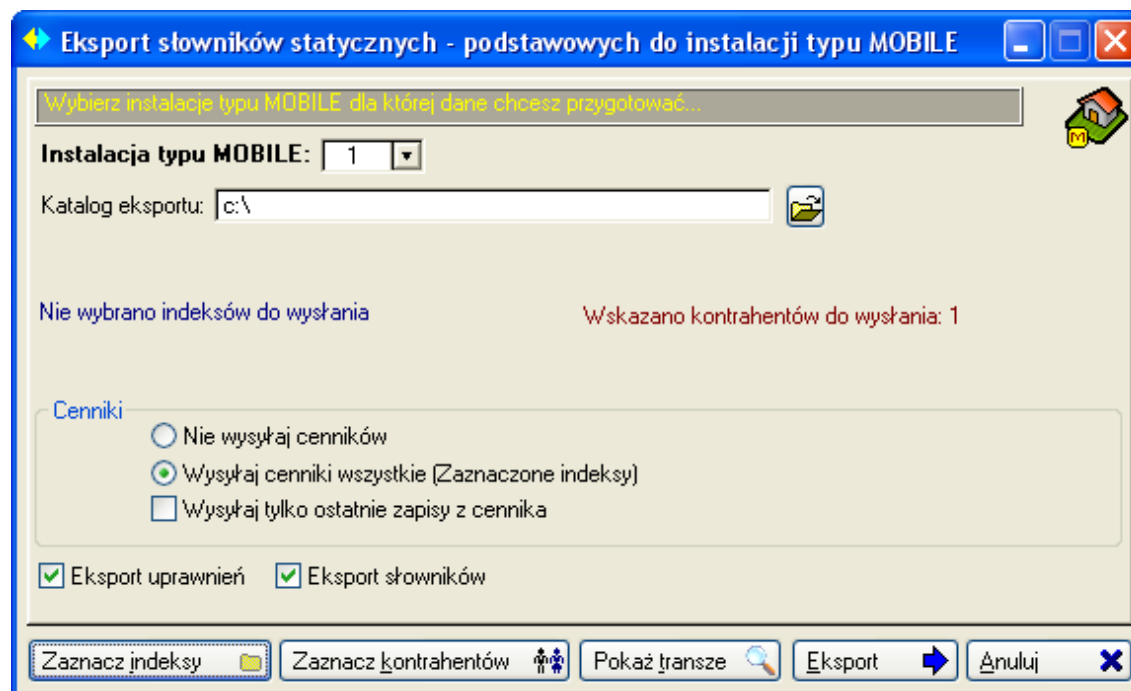 Eksport słowników statycznych - podstawowych do instalacji typu MOBILE
Wybierz instalacje typu MOBILE dla której dane chcesz przygotować...
M
Instalacja typu MOBILE: 1
Katalog eksportu: c:\
Nie wybrano indeksów do wysłania Wskazano kontrahentów do wysłania: 1
Cenniki
Nie wysyłaj cenników
Wysyłaj cenniki wszystkie (Zaznaczone indeksy)
Wysyłaj tylko ostatnie zapisy z cennika
Eksport uprawnień Eksport słowników
Zaznacz indeksy Zaznacz kontrahentów Pokaż transze Eksport Anuluj